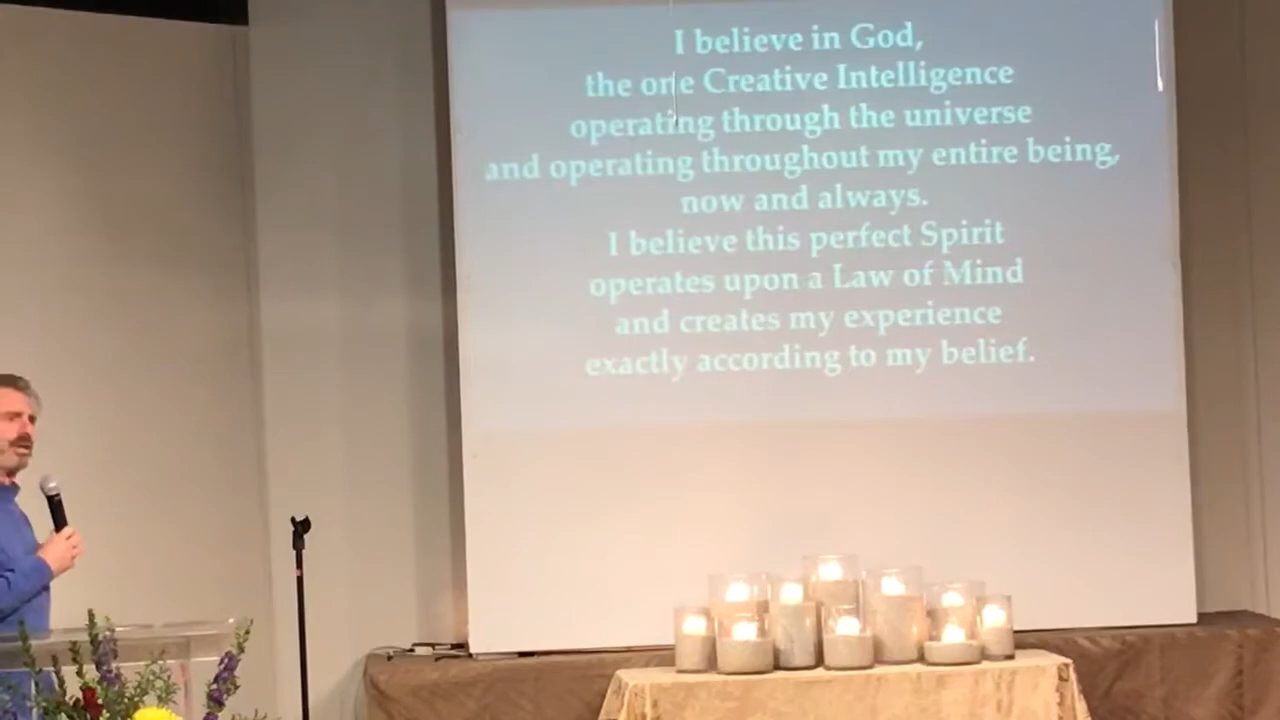 I believe in God,
the one Creative Intelligence
operating through the universe
and operating throughout my entire being,
now and always.
I believe this perfect Spirit
operates upon a Law of Mind
and creates my experience
exactly according to my belief.